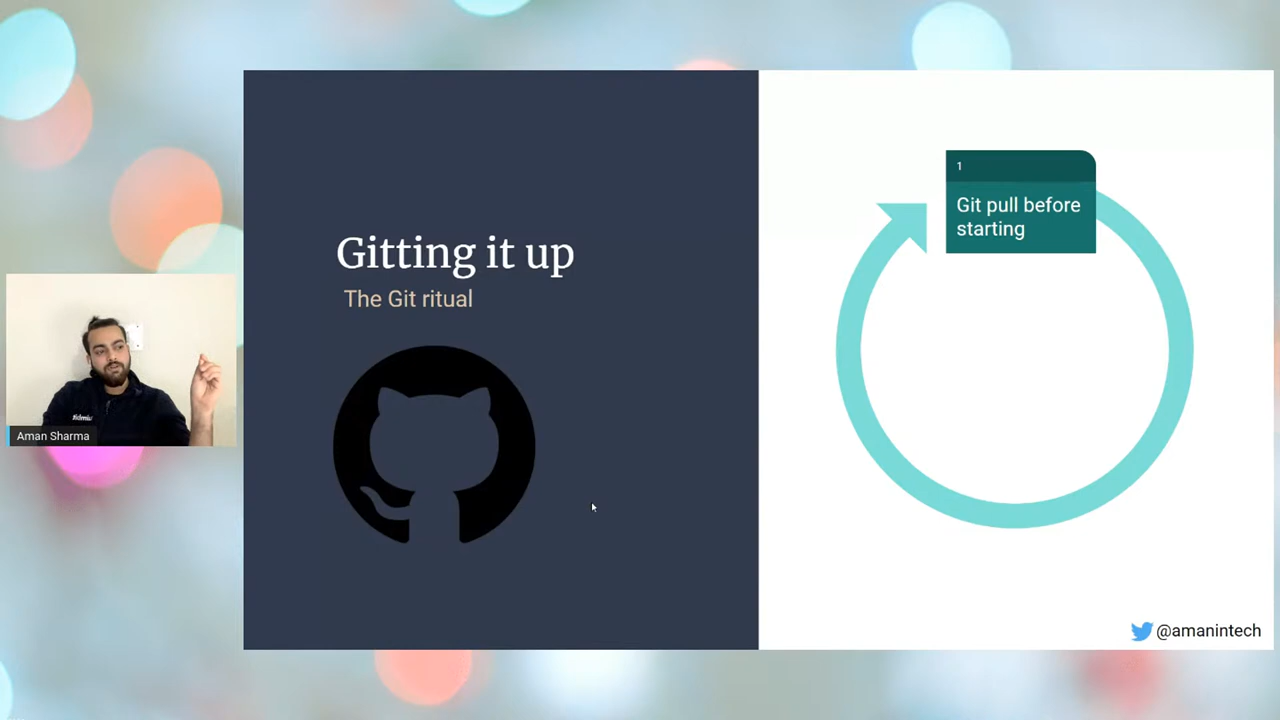 Gitting it up
The Git ritual
1
Git pull before
starting
Aman Sharma
@amanintech